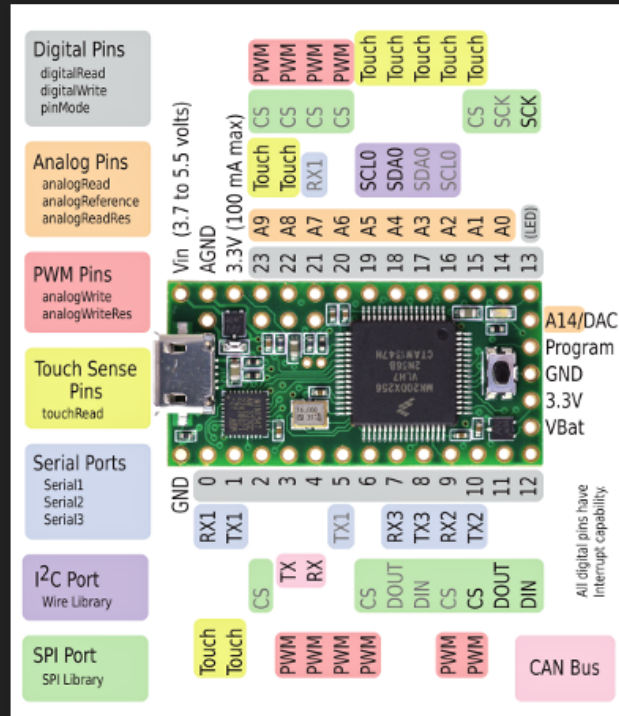 Digital Pins
digitalRead
digitalWrite
pinMode
Analog Pins
analogRead
analogReference
analogReadRes
PWM Pins
analogWrite
analogWriteRes
Touch Sense
Pins
touchRead
Serial Ports
Serial1
Serial2
Serial3
I²C Port
Wire Library
SPI Port
SPI Library
PWM PWM PWM PWM Touch Touch Touch Touch Touch
CS CS CS CS CS SCK SCK
Touch Touch RX1 SCL0 SDA0 SDA0 SCL0
Vin (3.7 to 5.5 volts)
AGND
3.3V (100 mA max)
A9 A8 A7 A6 A5 A4 A3 A2 A1 A0 (LED)
23 22 21 20 19 18 17 16 15 14 13
A14/DAC
Program
GND
3.3V
VBat
MK20DX256
VLH7
2N36B
GND
0 1 2 3 4 5 6 7 8 9 10 11 12
RX1 TX1 TX1 RX3 TX3 RX2 TX2
CS TX RX CS DOUT DIN CS CS DOUT DIN
Touch Touch PWM PWM PWM PWM PWM PWM
All digital pins have
Interrupt capability.
CAN Bus